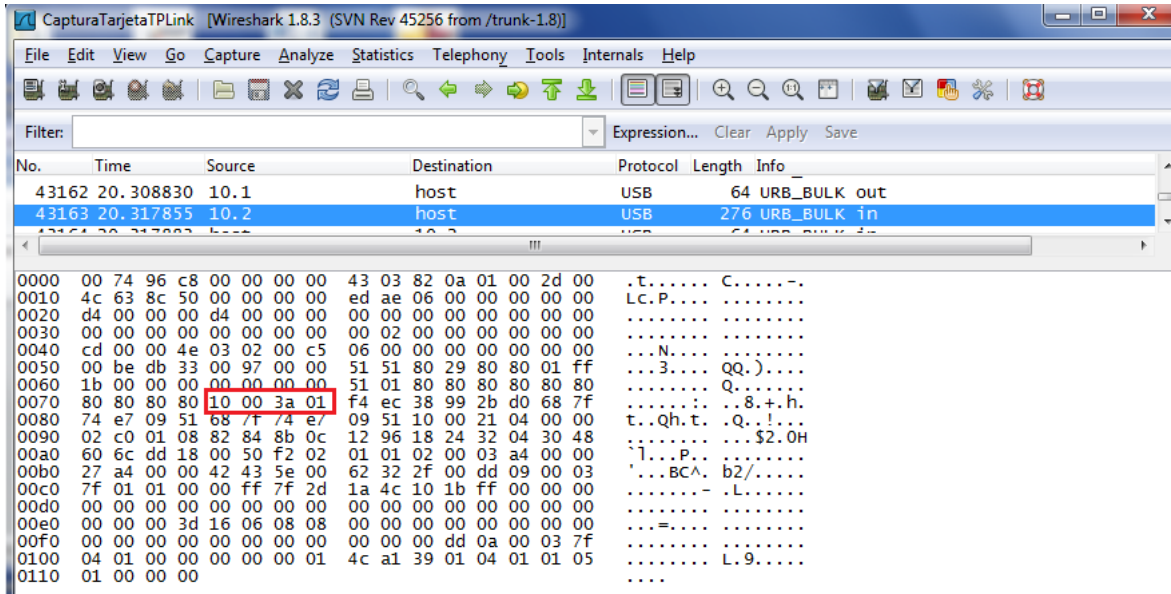 CapturaTarjetaTPLink [Wireshark 1.8.3 (SVN Rev 45256 from /trunk-1.8)]
File Edit View Go Capture Analyze Statistics Telephony Tools Internals Help
Filter: Expression... Clear Apply Save
No. Time Source Destination Protocol Length Info
43162 20.308830 10.1 host USB 64 URB_BULK out
43163 20.317855 10.2 host USB 276 URB_BULK in
0000 00 74 96 c8 00 00 00 00 43 03 82 0a 01 00 2d 00 .t...... C.....-.
0010 4c 63 8c 50 00 00 00 00 ed ae 06 00 00 00 00 00 Lc.P.... ........
0020 d4 00 00 00 d4 00 00 00 00 00 00 00 00 00 00 00 ........ ........
0030 00 00 00 00 00 00 00 00 00 02 00 00 00 00 00 00 ........ ........
0040 cd 00 00 4e 03 02 00 c5 06 00 00 00 00 00 00 00 ...N.... ........
0050 00 be db 33 00 97 00 00 51 51 80 29 80 80 01 ff ...3.... QQ.)....
0060 1b 00 00 00 00 00 00 00 51 01 80 80 80 80 80 80 ........ Q.......
0070 80 80 80 80 10 00 3a 01 f4 ec 38 99 2b d0 68 7f ......:. ..8.+.h.
0080 74 e7 09 51 68 7f 74 e7 09 51 10 00 21 04 00 00 t..Qh.t. .Q..!...
0090 02 c0 01 08 82 84 8b 0c 12 96 18 24 32 04 30 48 ........ ...$2.0H
00a0 60 6c dd 18 00 50 f2 02 01 01 02 00 03 a4 00 00 `l...P.. ........
00b0 27 a4 00 00 42 43 5e 00 62 32 2f 00 dd 09 00 03 '...BC^. b2/.....
00c0 7f 01 01 00 00 ff 7f 2d 1a 4c 10 1b ff 00 00 00 .......- .L......
00d0 00 00 00 00 00 00 00 00 00 00 00 00 00 00 00 00 ........ ........
00e0 00 00 00 3d 16 06 08 08 00 00 00 00 00 00 00 00 ...=.... ........
00f0 00 00 00 00 00 00 00 00 00 00 00 dd 0a 00 03 7f ........ ........
0100 04 01 00 00 00 00 00 01 4c a1 39 01 04 01 01 05 ........ L.9.....
0110 01 00 00 00 ....